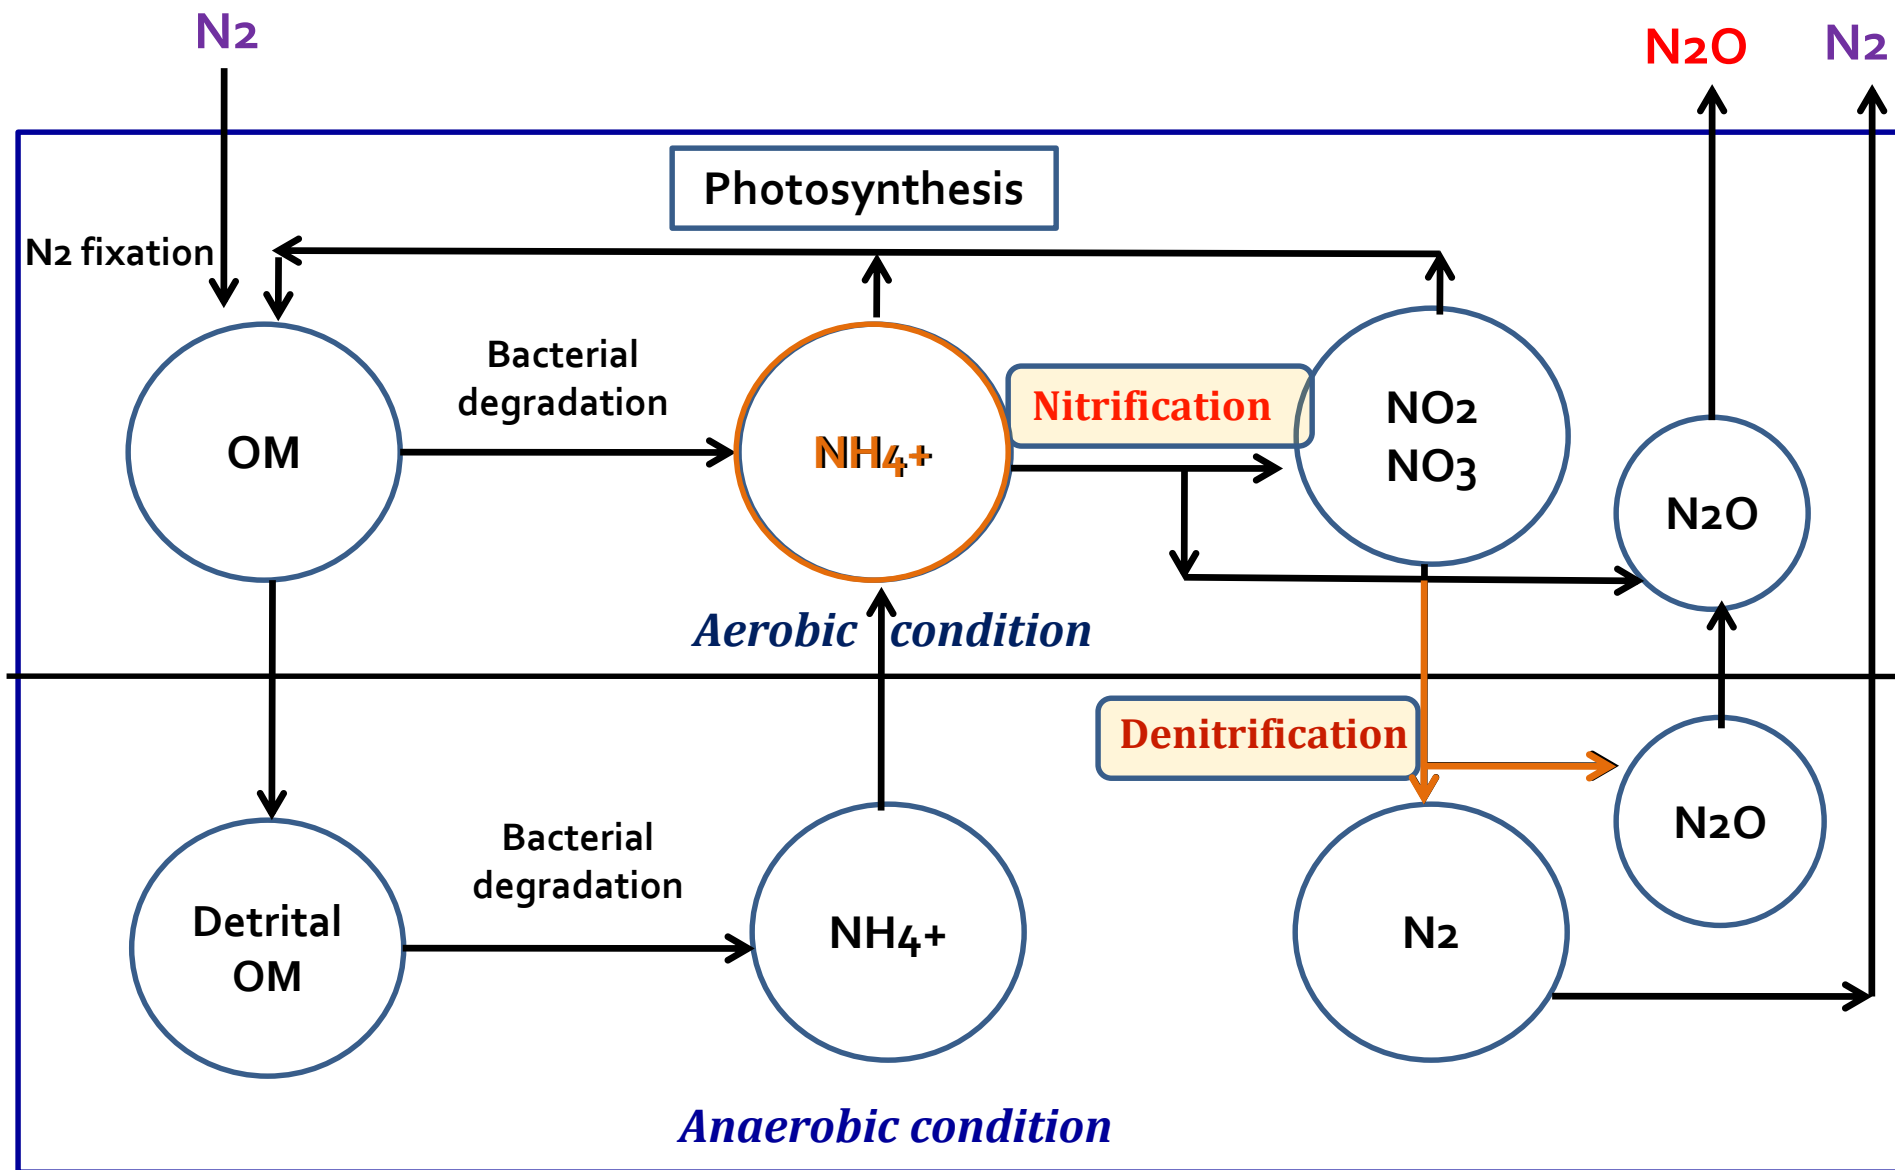 N2
N2O
N2
Photosynthesis
N2 fixation
Bacterial
degradation
OM
NH4+
Nitrification
NO2
NO3
N2O
Aerobic condition
Denitrification
N2O
Bacterial
degradation
Detrital
OM
NH4+
N2
Anaerobic condition